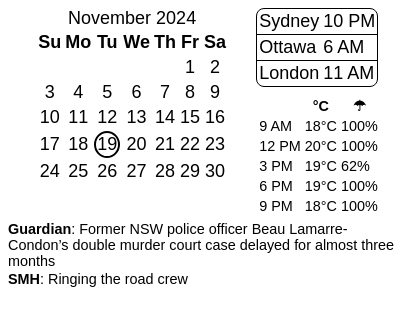 November 2024
Su Mo Tu We Th Fr Sa
1 2
3 4 5 6 7 8 9
10 11 12 13 14 15 16
17 18 19 20 21 22 23
24 25 26 27 28 29 30
Sydney 10 PM
Ottawa 6 AM
London 11 AM
°C ☂
9 AM 18°C 100%
12 PM 20°C 100%
3 PM 19°C 62%
6 PM 19°C 100%
9 PM 18°C 100%
Guardian: Former NSW police officer Beau Lamarre-
Condon’s double murder court case delayed for almost three
months
SMH: Ringing the road crew